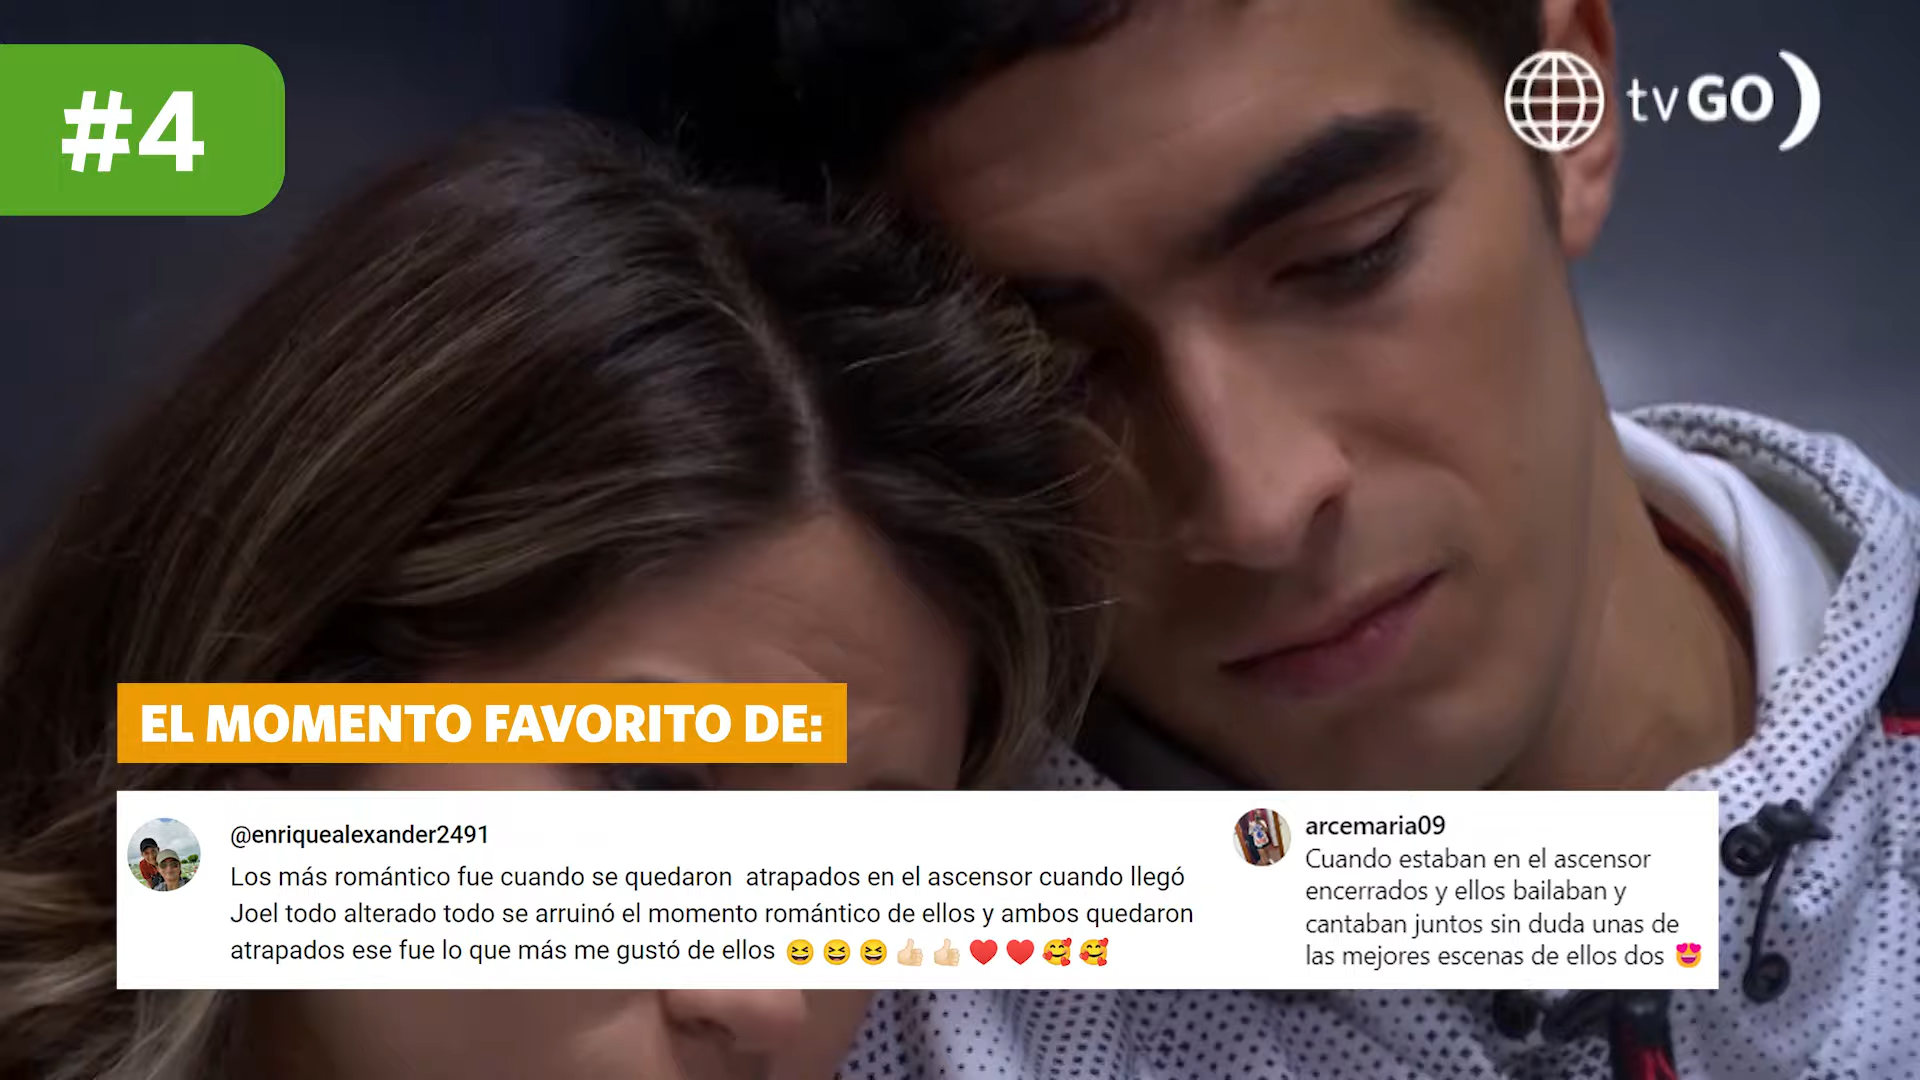 #4
tvGO
EL MOMENTO FAVORITO DE:
@enriquealexander2491
Los más romántico fue cuando se quedaron atrapados en el ascensor cuando llegó
Joel todo alterado todo se arruinó el momento romántico de ellos y ambos quedaron
atrapados ese fue lo que más me gustó de ellos 😆😆😆👍🏻👍🏻♥️♥️🥰🥰
arcemaria09
Cuando estaban en el ascensor
encerrados y ellos bailaban y
cantaban juntos sin duda unas de
las mejores escenas de ellos dos 😍